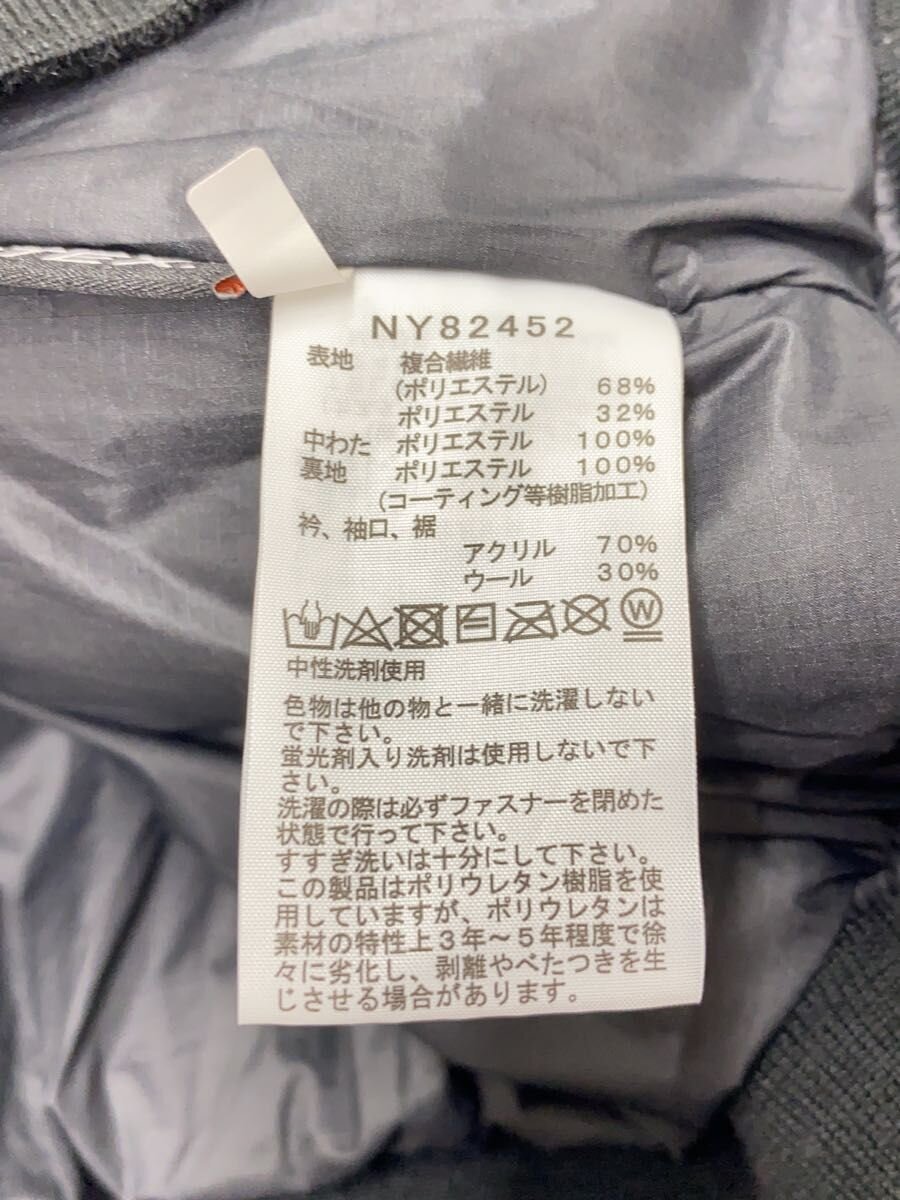 NY82452
表地 複合繊維
(ポリエステル) 68%
ポリエステル 32%
中わた ポリエステル 100%
裏地 ポリエステル 100%
(コーティング等樹脂加工)
衿、袖口、裾
アクリル 70%
ウール 30%
W
中性洗剤使用
色物は他の物と一緒に洗濯しない
で下さい。
蛍光剤入り洗剤は使用しないで下
さい。
洗濯の際は必ずファスナーを閉めた
状態で行って下さい。
すすぎ洗いは十分にして下さい。
この製品はポリウレタン樹脂を使
用していますが、ポリウレタンは
素材の特性上3年~5年程度で徐
々に劣化し、剥離やべたつきを生
じさせる場合があります。